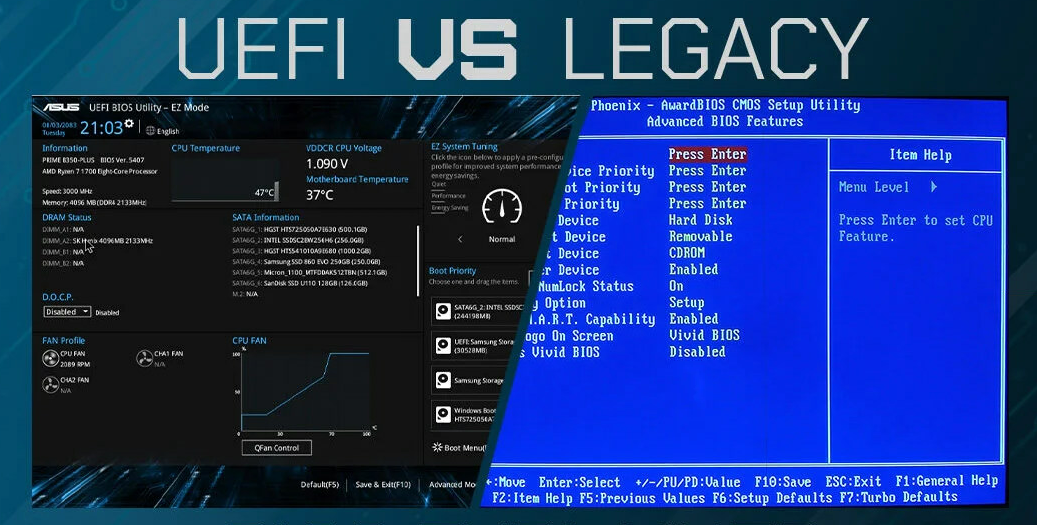 UEFI VS LEGACY
ASUS UEFI BIOS Utility – EZ Mode
Tuesday 21:03 English
Information
PRIME B350-PLUS BIOS Ver. 5407
AMD Ryzen 7 1700 Eight-Core Processor
Speed: 3000 MHz
Memory: 4096 MB (DDR4 2133MHz)
CPU Temperature
47°C
VDDCR CPU Voltage
1.090 V
Motherboard Temperature
37°C
DRAM Status
DIMM_A1: N/A
DIMM_A2: SK Hynix 4096MB 2133MHz
DIMM_B1: N/A
DIMM_B2: N/A
SATA Information
SATA6G_1: HGST HTS725050A7E630 (500.1GB)
SATA6G_2: INTEL (256.0GB)
SATA6G_3: HGST HTS541010A9E680 (1000.2GB)
SATA6G_4: Samsung SSD 860 EVO 250GB (250.0GB)
SATA6G_5: Micron_1100_MTFDDAK512TBN (512.1GB)
SATA6G_6: SanDisk SSD U110 128GB (126.0GB)
M.2: N/A
D.O.C.P.
Disabled Disabled
FAN Profile
CPU FAN
2089 RPM
CHA1 FAN
N/A
CHA2 FAN
N/A
CPU FAN
%
100
50
0 30 70 100
°C
QFan Control
EZ System Tuning
Click the icon below to apply a pre-configu
profile for improved system performance
energy savings.
Quiet
Performance
Energy Saving
Normal
Boot Priority
Choose one and drag the items.
SATA6G_2: INTEL SSDSC
(244198MB)
UEFI: Samsung Storag
(30528MB)
Samsung Storage
Windows Boot
Boot Menu(
Default(F5) Save & Exit(F10) Advanced Mo
Phoenix - AwardBIOS CMOS Setup Utility
Advanced BIOS Features
Press Enter
vice Priority Press Enter
ot Priority Press Enter
Priority Press Enter
Device Hard Disk
t Device Removable
t Device CDROM
er Device Enabled
NumLock Status On
y Option Setup
.A.R.T. Capability Enabled
ogo On Screen Vivid BIOS
s Vivid BIOS Disabled
Item Help
Menu Level
Press Enter to set CPU
Feature.
:Move Enter:Select +/-/PU/PD:Value F10:Save ESC:Exit F1:General Help
F2:Item Help F5:Previous Values F6:Setup Defaults F7:Turbo Defaults